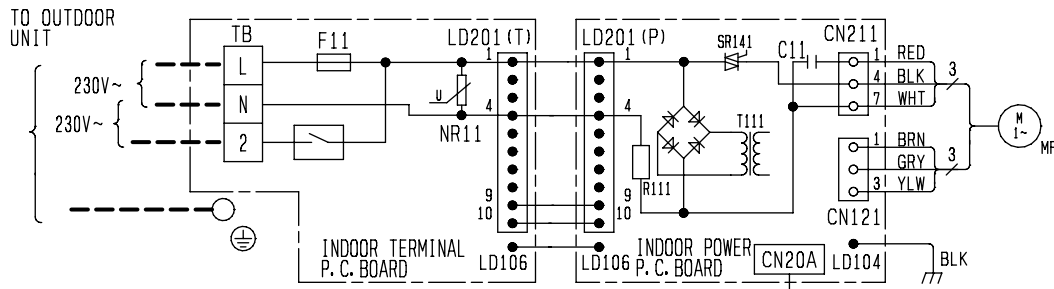 TO OUTDOOR
UNIT
TB
F11
LD201(T)
LD201(P)
SR141
C11
CN211
L
1
1
1
RED
230V~
4
BLK
3
N
U
4
4
7
WHT
230V~
NR11
T111
M
1~
2
1
BRN
MF
GRY
3
R111
3
YLW
9
9
10
10
CN121
INDOOR TERMINAL
P.C.BOARD
INDOOR POWER
P.C.BOARD
LD106
LD106
CN20A
LD104
BLK